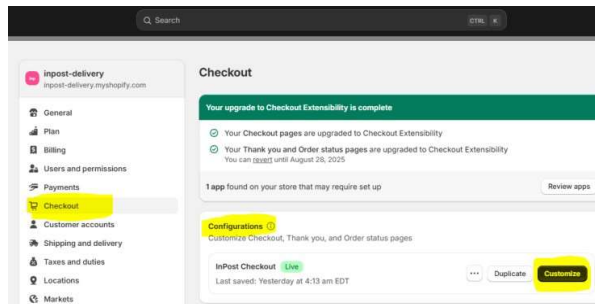 Search
CTRL K
inpost-delivery
inpost-delivery.myshopify.com
General
Plan
Billing
Users and permissions
Payments
Checkout
Customer accounts
Shipping and delivery
Taxes and duties
Locations
Markets
Checkout
Your upgrade to Checkout Extensibility is complete
Your Checkout pages are upgraded to Checkout Extensibility
Your Thank you and Order status pages are upgraded to Checkout Extensibility
You can revert until August 28, 2025
1 app found on your store that may require set up
Review apps
Configurations
Customize Checkout, Thank you, and Order status pages
InPost Checkout Live
Last saved: Yesterday at 4:13 am EDT
... Duplicate Customize